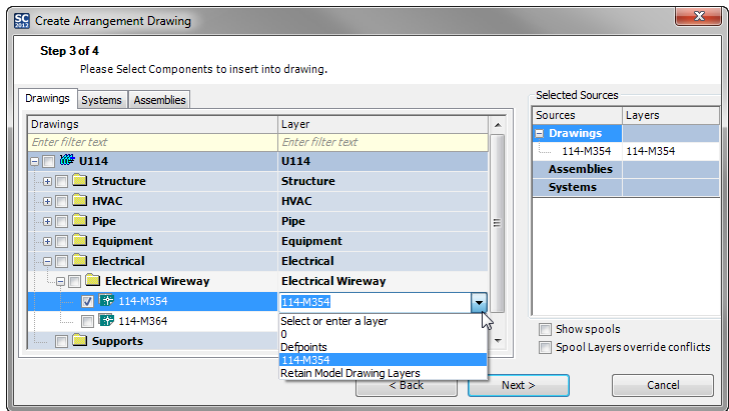 SC 2012 Create Arrangement Drawing
Step 3 of 4
Please Select Components to insert into drawing.
Drawings Systems Assemblies
Drawings Layer
Enter filter text Enter filter text
U114 U114
Structure Structure
HVAC HVAC
Pipe Pipe
Equipment Equipment
Electrical Electrical
Electrical Wireway Electrical Wireway
114-M354 114-M354
114-M364
Supports
Select or enter a layer
0
Defpoints
114-M354
Retain Model Drawing Layers
Selected Sources
Sources Layers
Drawings
114-M354 114-M354
Assemblies
Systems
Show spools
Spool Layers override conflicts
< Back Next > Cancel